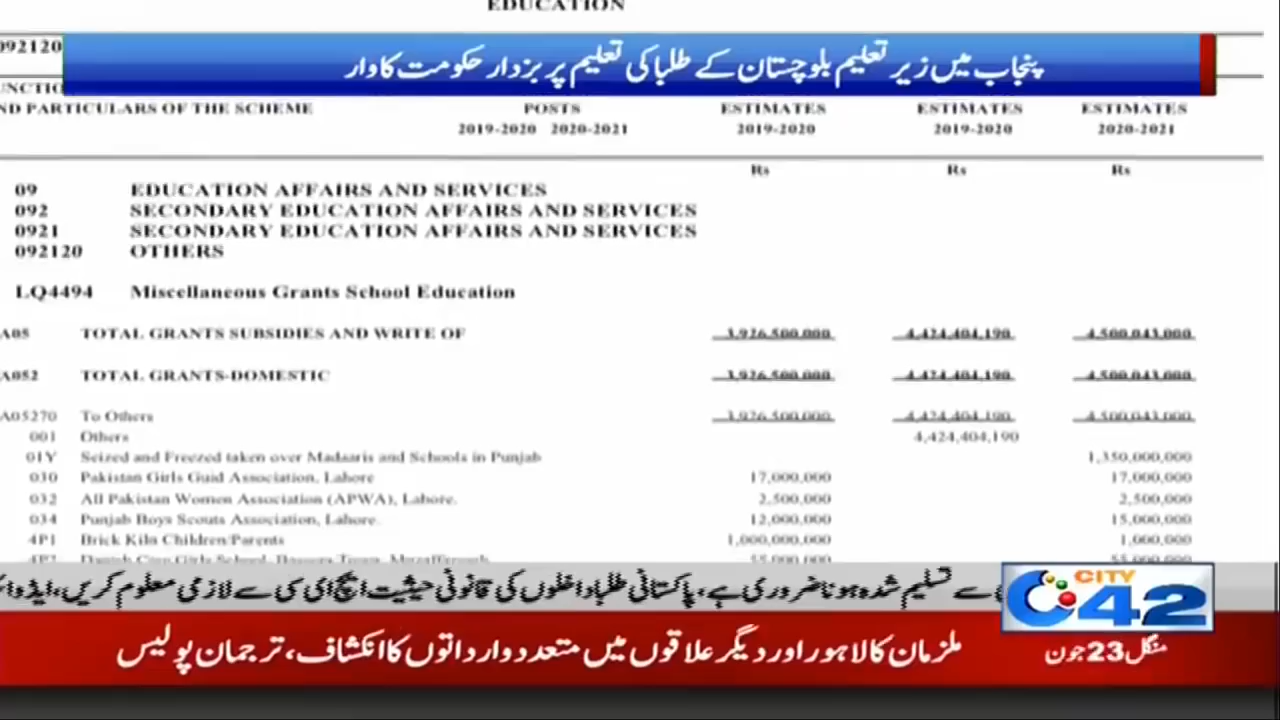 EDUCATION
092120
پنجاب میں زیر تعلیم بلوچستان کے طلبا کی تعلیم پر بزدار حکومت کا وار
UNCTIO
ND PARTICULARS OF THE SCHEME POSTS ESTIMATES ESTIMATES ESTIMATES
2019-2020 2020-2021 2019-2020 2019-2020 2020-2021
Rs Rs Rs
09 EDUCATION AFFAIRS AND SERVICES
092 SECONDARY EDUCATION AFFAIRS AND SERVICES
0921 SECONDARY EDUCATION AFFAIRS AND SERVICES
092120 OTHERS
LQ4494 Miscellaneous Grants School Education
A05 TOTAL GRANTS SUBSIDIES AND WRITE OF 3,926,500,000 4,424,404,190 4,500,043,000
A052 TOTAL GRANTS-DOMESTIC 3,926,500,000 4,424,404,190 4,500,043,000
A05270 To Others 3,926,500,000 4,424,404,190 4,500,043,000
001 Others 4,424,404,190
01Y Seized and Freezed taken over Madaaris and Schools in Punjab 1,350,000,000
030 Pakistan Girls Guid Association, Lahore 17,000,000 17,000,000
032 All Pakistan Women Association (APWA), Lahore. 2,500,000 2,500,000
034 Punjab Boys Scouts Association, Lahore. 12,000,000 15,000,000
4P1 Brick Kiln Children/Parents 1,000,000,000 1,000,000
سے تسلیم شدہ ہونا ضروری ہے، پاکستانی طلبا داخلوں کی قانونی حیثیت ایچ ای سی سے لازمی معلوم کریں،
CITY
42
ملزمان کا لاہور اور دیگر علاقوں میں متعدد وارداتوں کا انکشاف، ترجمان پولیس
منگل 23 جون